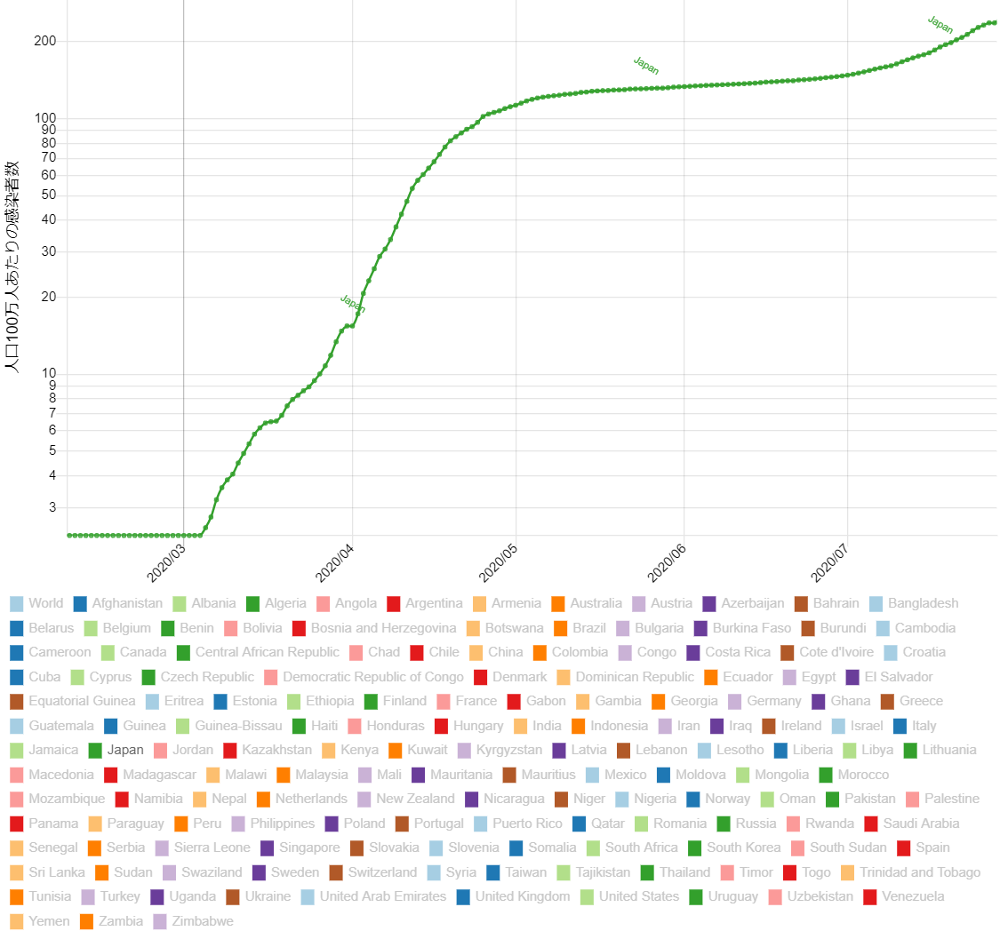 200
100
90
80
70
60
50
40
30
20
10
9
8
7
6
5
4
3
人口100万人あたりの感染者数
Japan
Japan
Japan
2020/03
2020/04
2020/05
2020/06
2020/07
World Afghanistan Albania Algeria Angola Argentina Armenia Australia Austria Azerbaijan Bahrain Bangladesh
Belarus Belgium Benin Bolivia Bosnia and Herzegovina Botswana Brazil Bulgaria Burkina Faso Burundi Cambodia
Cameroon Canada Central African Republic Chad Chile China Colombia Congo Costa Rica Cote d'Ivoire Croatia
Cuba Cyprus Czech Republic Democratic Republic of Congo Denmark Dominican Republic Ecuador Egypt El Salvador
Equatorial Guinea Eritrea Estonia Ethiopia Finland France Gabon Gambia Georgia Germany Ghana Greece
Guatemala Guinea Guinea-Bissau Haiti Honduras Hungary India Indonesia Iran Iraq Ireland Israel Italy
Jamaica Japan Jordan Kazakhstan Kenya Kuwait Kyrgyzstan Latvia Lebanon Lesotho Liberia Libya Lithuania
Macedonia Madagascar Malawi Malaysia Mali Mauritania Mauritius Mexico Moldova Mongolia Morocco
Mozambique Namibia Nepal Netherlands New Zealand Nicaragua Niger Nigeria Norway Oman Pakistan Palestine
Panama Paraguay Peru Philippines Poland Portugal Puerto Rico Qatar Romania Russia Rwanda Saudi Arabia
Senegal Serbia Sierra Leone Singapore Slovakia Slovenia Somalia South Africa South Korea South Sudan Spain
Sri Lanka Sudan Swaziland Sweden Switzerland Syria Taiwan Tajikistan Thailand Timor Togo Trinidad and Tobago
Tunisia Turkey Uganda Ukraine United Arab Emirates United Kingdom United States Uruguay Uzbekistan Venezuela
Yemen Zambia Zimbabwe